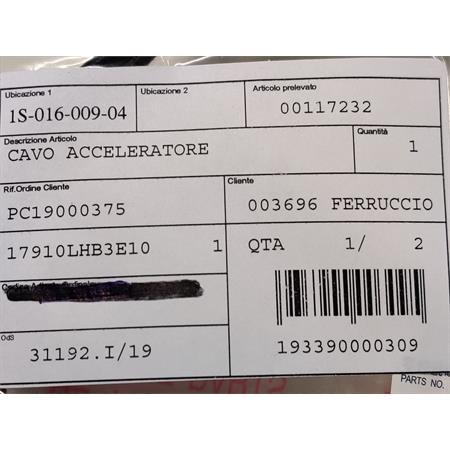 Ubicazione 1
Ubicazione 2
Articolo prelevato
1S-016-009-04
00117232
Descrizione Articolo
Quantità
CAVO ACCELERATORE
1
Rif.Ordine Cliente
Cliente
PC19000375
003696 FERRUCCIO
17910LHB3E10 1
QTA 1/ 2
OdS
31192.I/19
193390000309
PARTS NO.